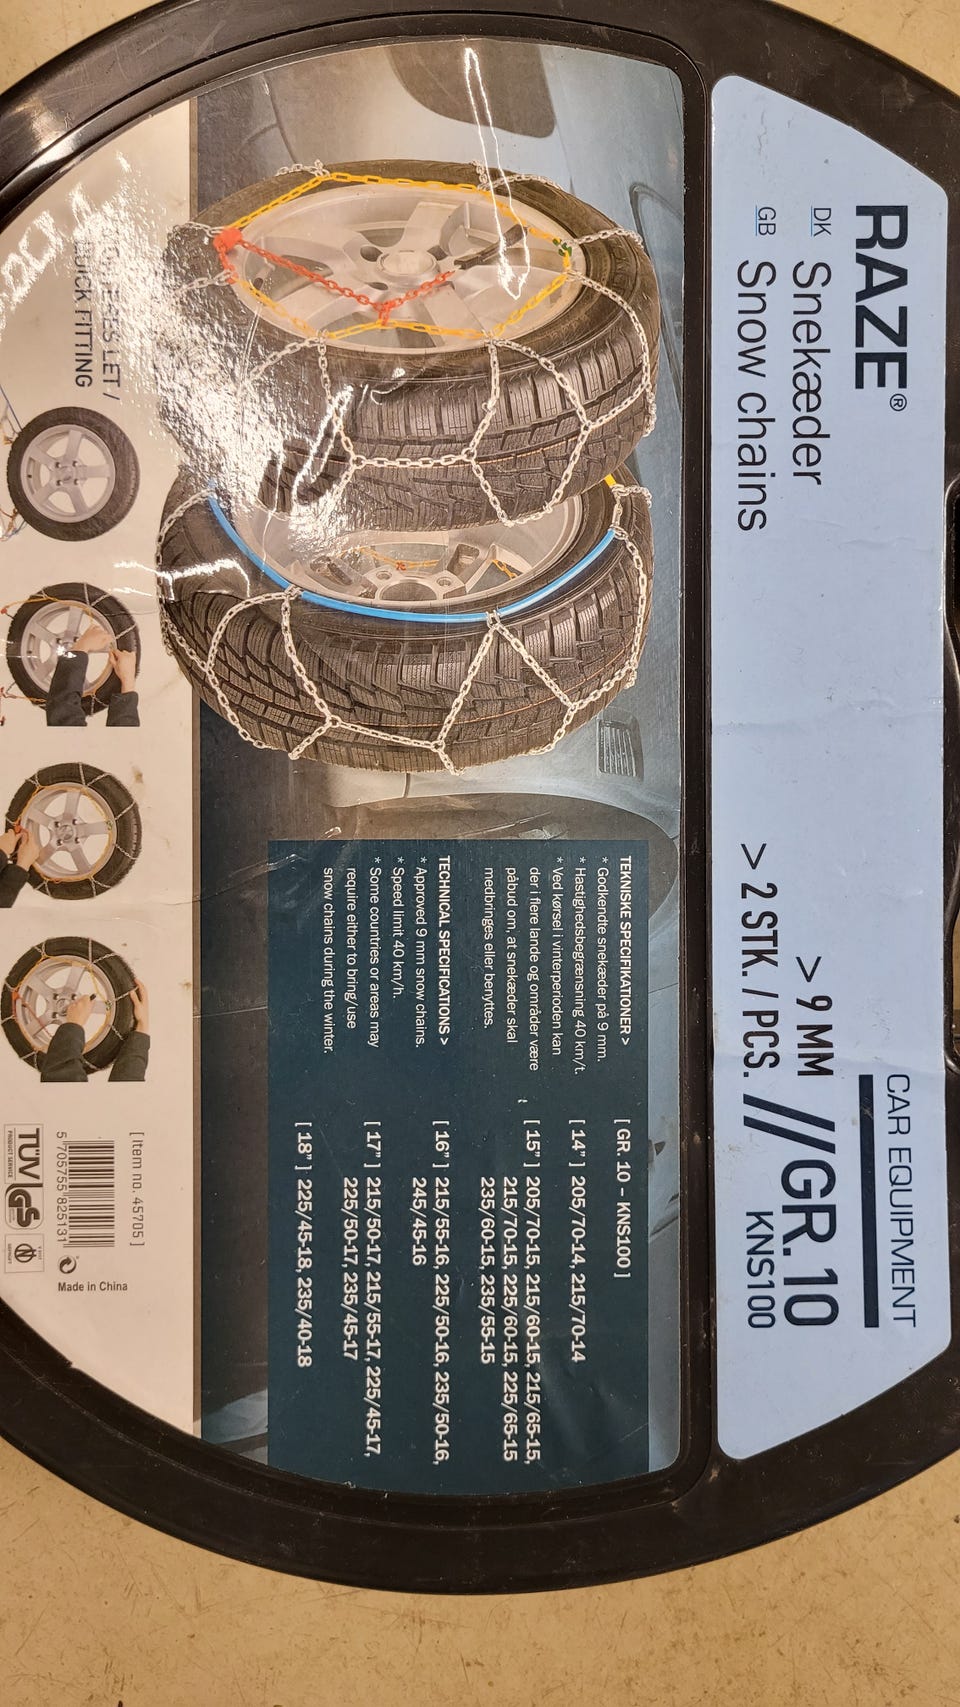 RAZE®
DK Snekæder
GB Snow chains
CAR EQUIPMENT
> 9 MM
> 2 STK. / PCS.
//GR. 10
KNS100
TEKNISKE SPECIFIKATIONER >
* Godkendte snekæder på 9 mm.
* Hastighedsbegrænsning 40 km/t.
* Ved kørsel i vinterperioden kan
der i flere lande og områder være
påbud om, at snekæder skal
medbringes eller benyttes.
TECHNICAL SPECIFICATIONS >
* Approved 9 mm snow chains.
* Speed limit 40 km/h.
* Some countries or areas may
require either to bring/use
snow chains during the winter.
[ GR. 10 – KNS100 ]
[ 14" ] 205/70-14, 215/70-14
[ 15" ] 205/70-15, 215/60-15, 215/65-15,
215/70-15, 225/60-15, 225/65-15
235/60-15, 235/55-15
[ 16" ] 215/55-16, 225/50-16, 235/50-16,
245/45-16
[ 17" ] 215/50-17, 215/55-17, 225/45-17,
225/50-17, 235/45-17
[ 18" ] 225/45-18, 235/40-18
LET /
FITTING
[ Item no. 45705 ]
5 705755 825131
Made in China
TÜV
PRODUCT SERVICE
GS